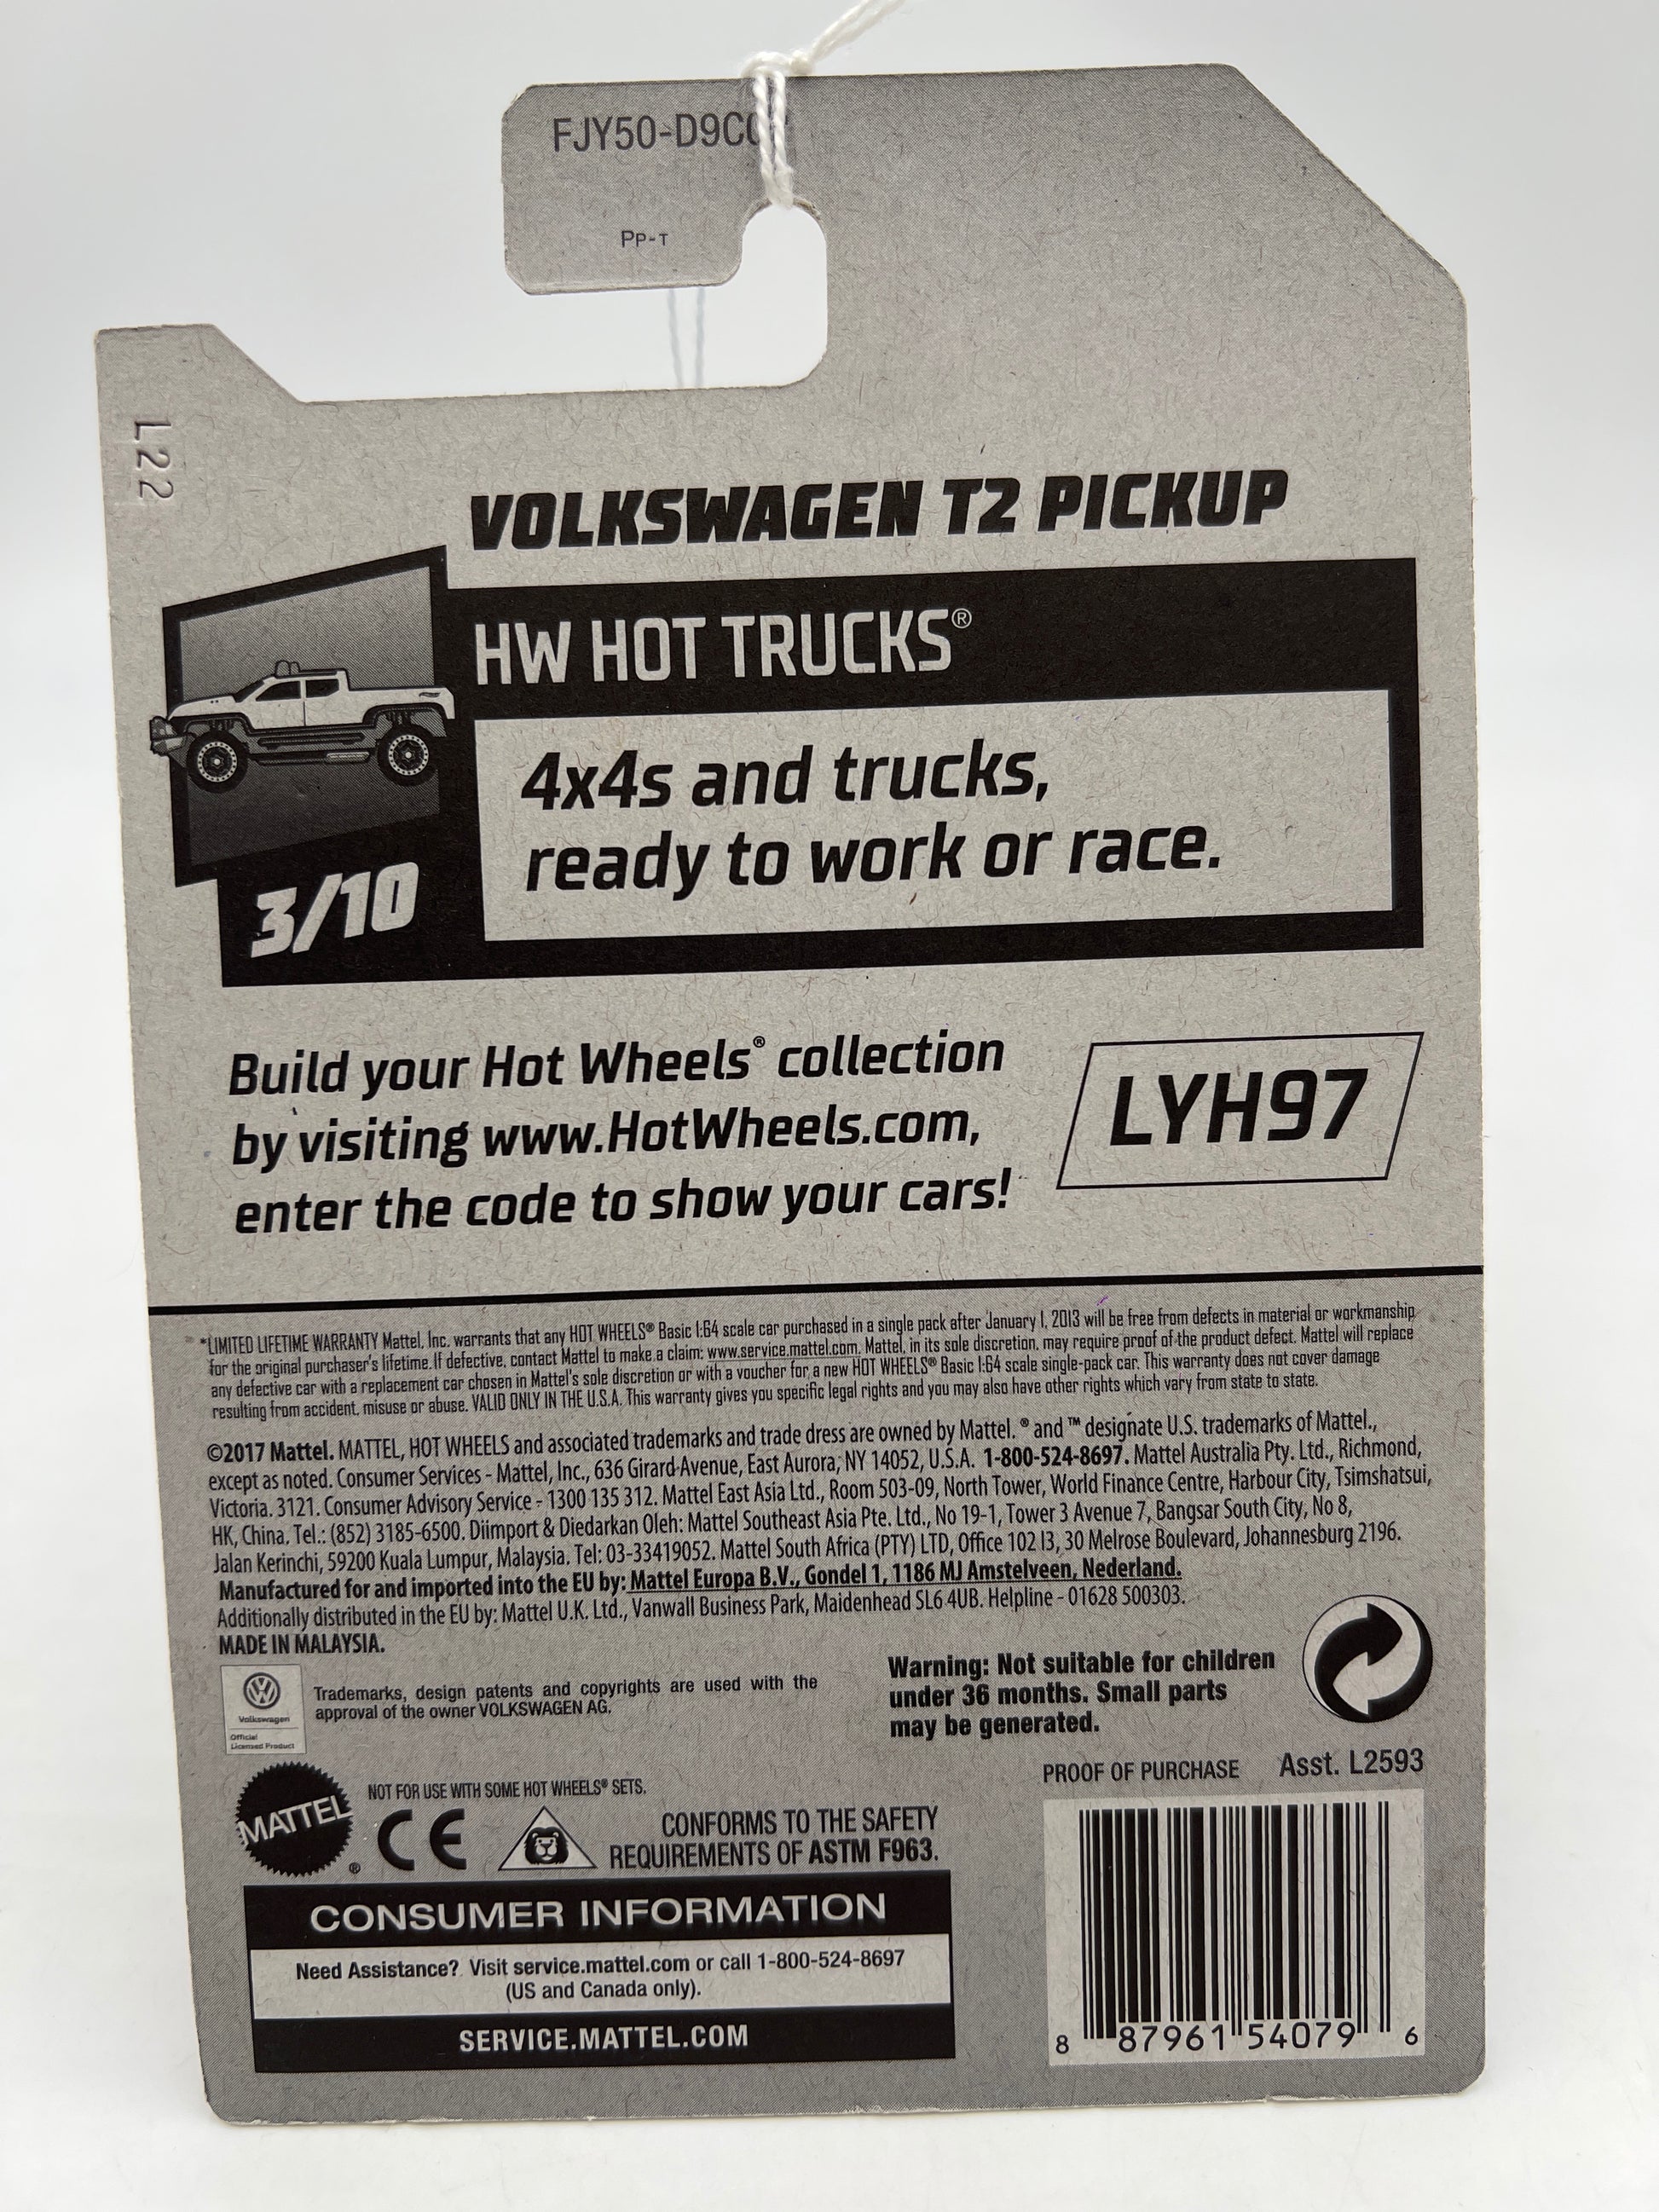 FJY50-D9C0
PP-T
L22
VOLKSWAGEN T2 PICKUP
HW HOT TRUCKS®
4x4s and trucks,
ready to work or race.
3/10
Build your Hot Wheels® collection
by visiting www.HotWheels.com,
enter the code to show your cars!
LYH97
*LIMITED LIFETIME WARRANTY Mattel, Inc. warrants that any HOT WHEELS® Basic 1:64 scale car purchased in a single pack after January 1, 2013 will be free from defects in material or workmanship
for the original purchaser's lifetime. If defective, contact Mattel to make a claim: www.service.mattel.com. Mattel, in its sole discretion, may require proof of the product defect. Mattel will replace
any defective car with a replacement car chosen in Mattel's sole discretion or with a voucher for a new HOT WHEELS® Basic 1:64 scale single-pack car. This warranty does not cover damage
resulting from accident, misuse or abuse. VALID ONLY IN THE U.S.A. This warranty gives you specific legal rights and you may also have other rights which vary from state to state.
©2017 Mattel. MATTEL, HOT WHEELS and associated trademarks and trade dress are owned by Mattel. ® and ™ designate U.S. trademarks of Mattel.,
except as noted. Consumer Services - Mattel, Inc., 636 Girard Avenue, East Aurora, NY 14052, U.S.A. 1-800-524-8697. Mattel Australia Pty. Ltd., Richmond,
Victoria. 3121. Consumer Advisory Service - 1300 135 312. Mattel East Asia Ltd., Room 503-09, North Tower, World Finance Centre, Harbour City, Tsimshatsui,
HK, China. Tel.: (852) 3185-6500. Diimport & Diedarkan Oleh: Mattel Southeast Asia Pte. Ltd., No 19-1, Tower 3 Avenue 7, Bangsar South City, No 8,
Jalan Kerinchi, 59200 Kuala Lumpur, Malaysia. Tel: 03-33419052. Mattel South Africa (PTY) LTD, Office 102 I3, 30 Melrose Boulevard, Johannesburg 2196.
Manufactured for and imported into the EU by: Mattel Europa B.V., Gondel 1, 1186 MJ Amstelveen, Nederland.
Additionally distributed in the EU by: Mattel U.K. Ltd., Vanwall Business Park, Maidenhead SL6 4UB. Helpline - 01628 500303.
MADE IN MALAYSIA.
Volkswagen
Official
Licensed Product
Trademarks, design patents and copyrights are used with the
approval of the owner VOLKSWAGEN AG.
Warning: Not suitable for children
under 36 months. Small parts
may be generated.
PROOF OF PURCHASE Asst. L2593
MATTEL®
NOT FOR USE WITH SOME HOT WHEELS® SETS.
CE
CONFORMS TO THE SAFETY
REQUIREMENTS OF ASTM F963.
CONSUMER INFORMATION
Need Assistance? Visit service.mattel.com or call 1-800-524-8697
(US and Canada only).
SERVICE.MATTEL.COM
8 87961 54079 6